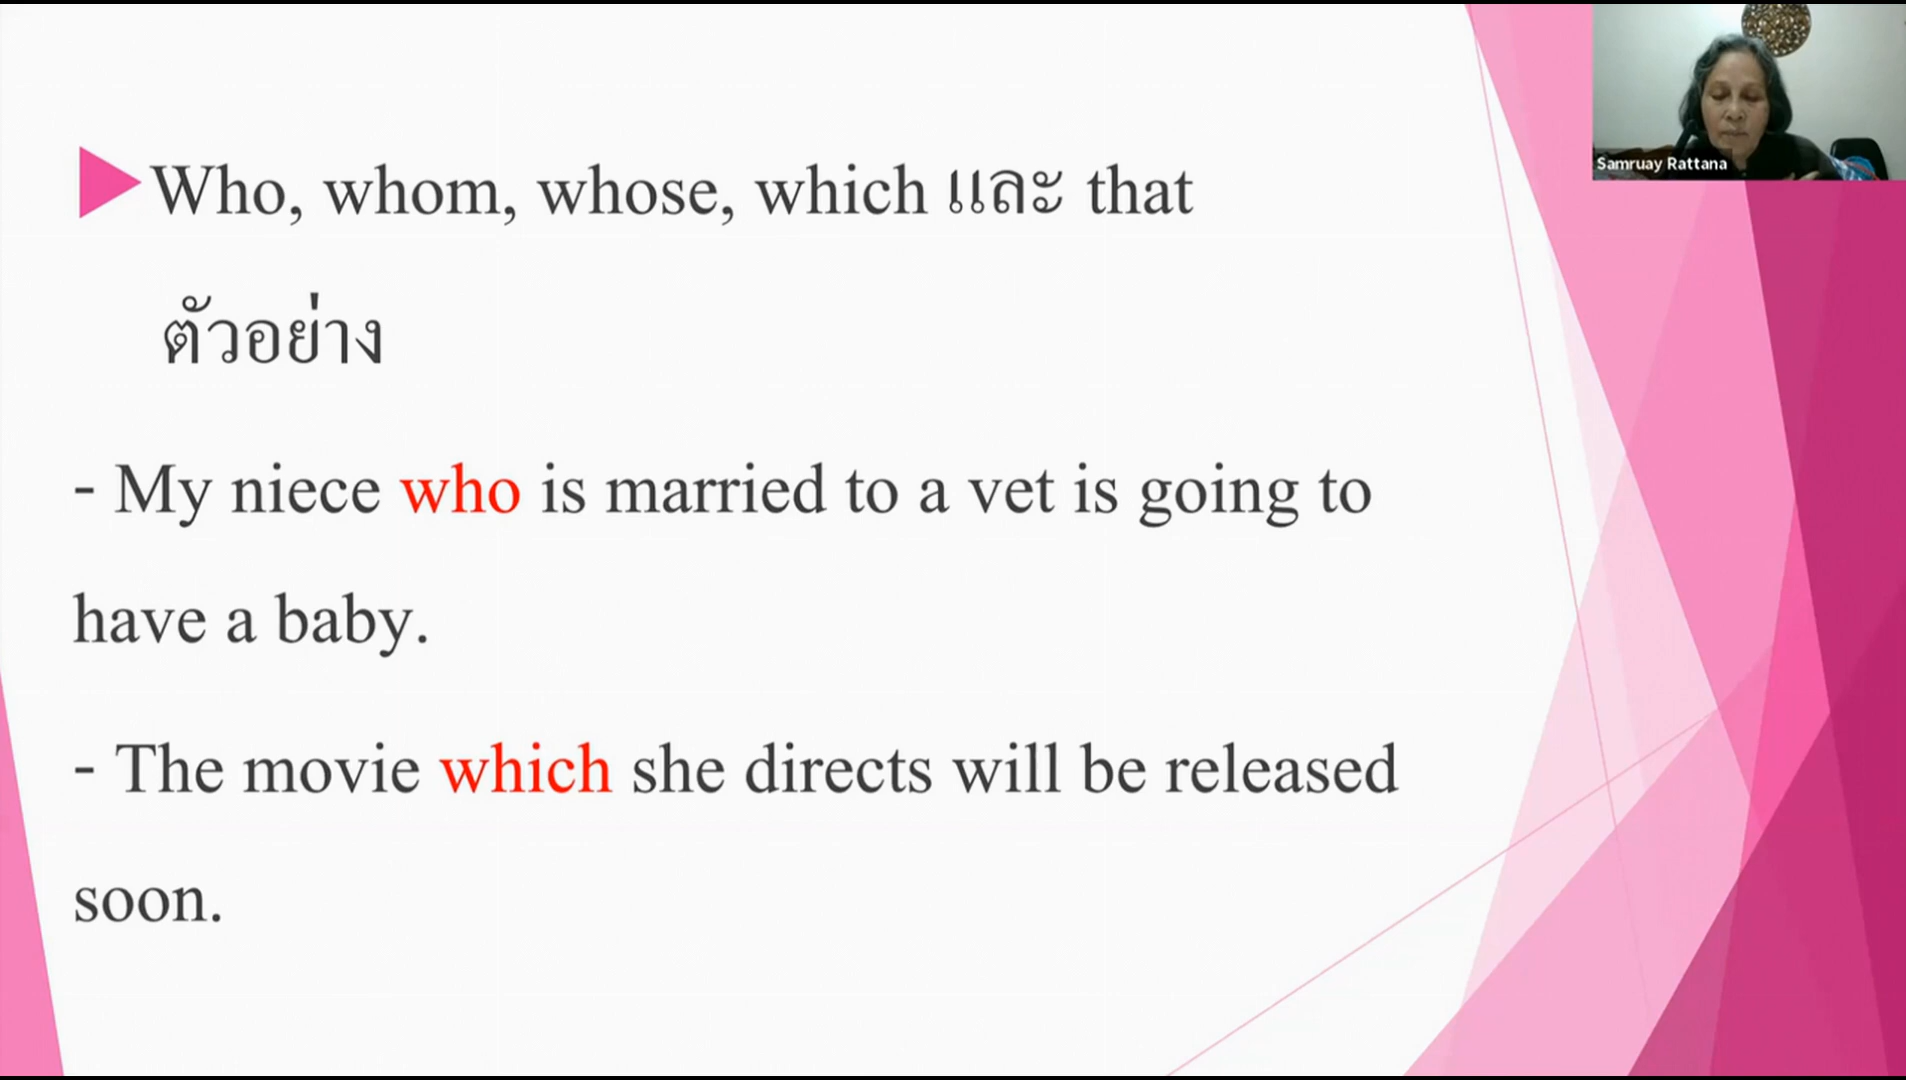 Who, whom, whose, which และ that
ตัวอย่าง
- My niece who is married to a vet is going to
have a baby.
- The movie which she directs will be released
soon.
Samruay Rattana